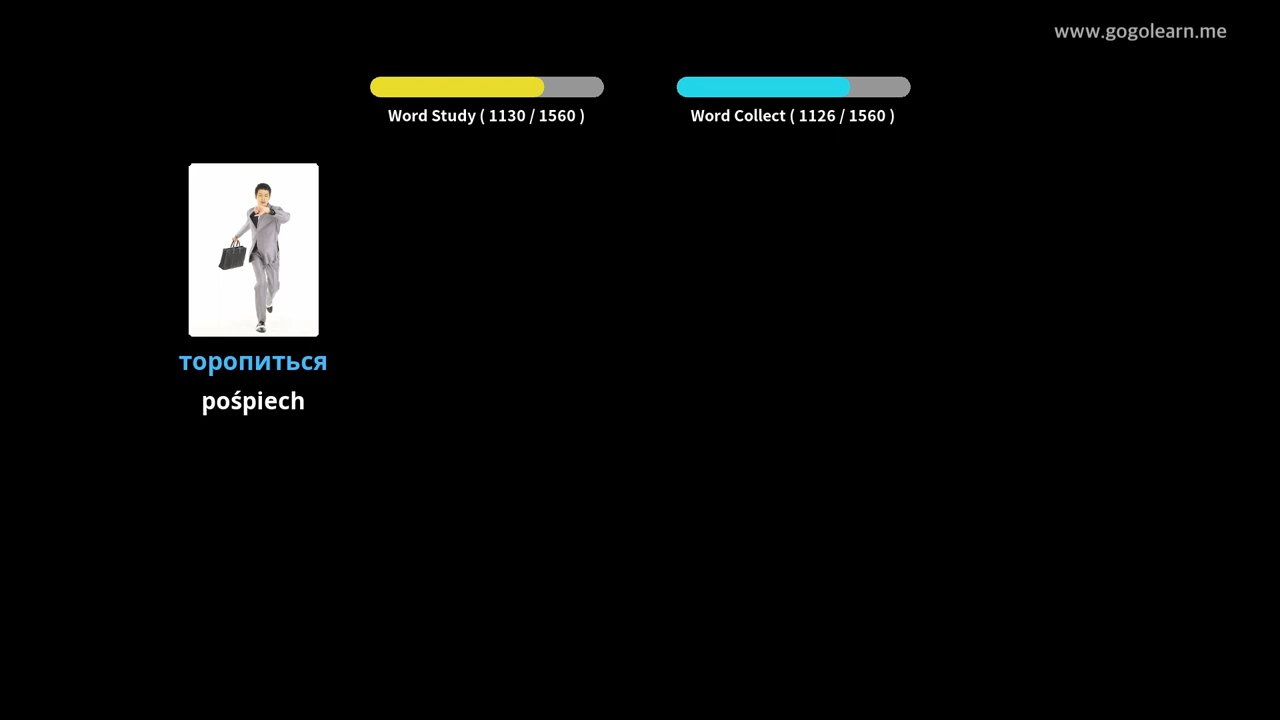 www.gogolearn.me
Word Study ( 1130 / 1560 )
Word Collect ( 1126 / 1560 )
торопиться
pośpiech